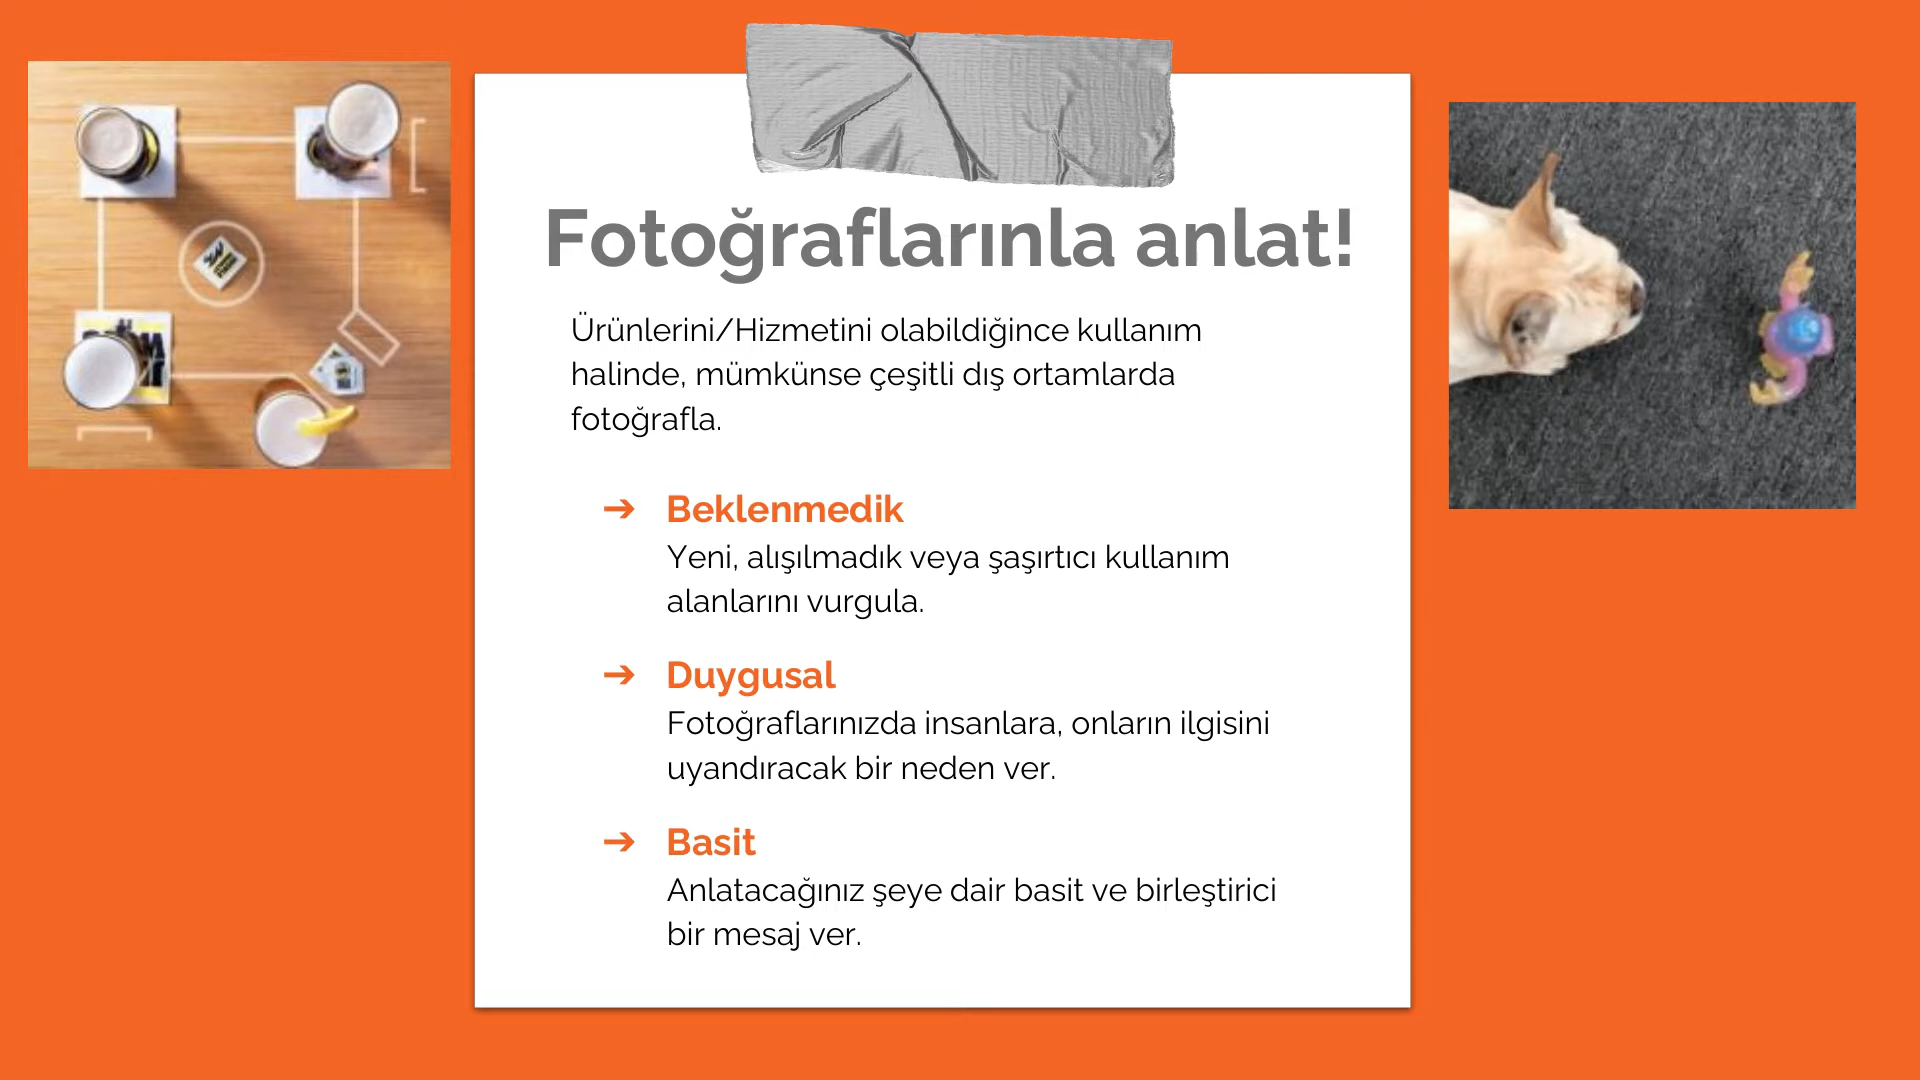 Fotoğraflarınla anlat!
Ürünlerini/Hizmetini olabildiğince kullanım
halinde, mümkünse çeşitli dış ortamlarda
fotoğrafla.
➔ Beklenmedik
Yeni, alışılmadık veya şaşırtıcı kullanım
alanlarını vurgula.
➔ Duygusal
Fotoğraflarınızda insanlara, onların ilgisini
uyandıracak bir neden ver.
➔ Basit
Anlatacağınız şeye dair basit ve birleştirici
bir mesaj ver.